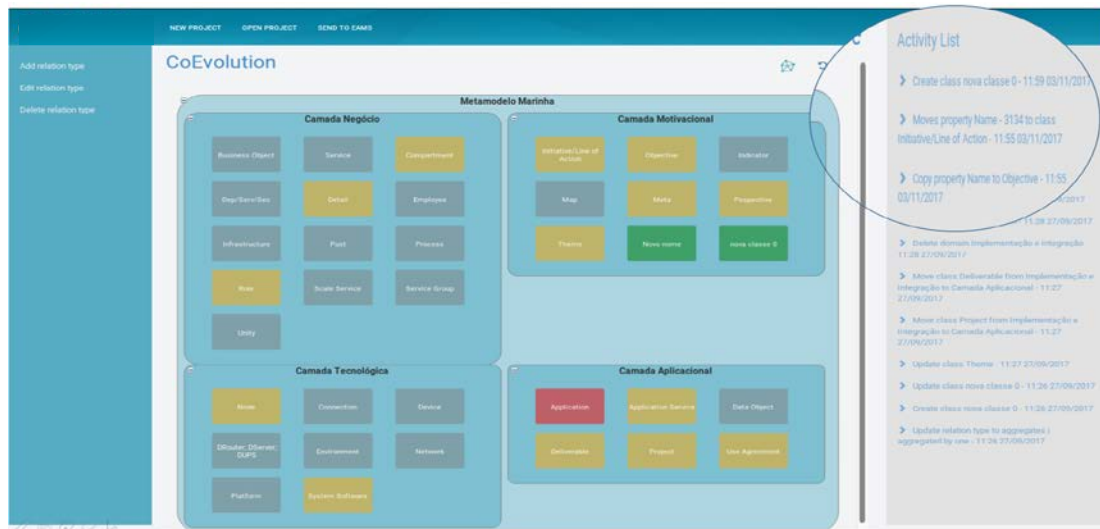 NEW PROJECT OPEN PROJECT SEND TO EAMS
Add relation type
Edit relation type
Delete relation type
CoEvolution
Metamodelo Marinha
Camada Negócio
Business Object Service Compartment
Dep/Serv/Sec Detail Employee
Infrastructure Post Process
Scale Service Service Group
Unity
Camada Motivacional
Initiative/Line of
Action
Objective Indicator
Map Meta Perspective
Theme Novo nome nova classe 0
Camada Tecnológica
Connection Device
DRouter; DServer;
DUPS
Network
Platform System Software
Camada Aplicacional
Application Application Service Data Object
Deliverable Project Use Agreement
Activity List
Create class nova classe 0 - 11:59 03/11/2017
Moves property Name - 3134 to class
Initiative/Line of Action - 11:55 03/11/2017
Copy property Name to Objective - 11:55
03/11/2017
11:28 27/09/2017
Delete domain Implementação e Integração
11:28 27/09/2017
Move class Deliverable from Implementação e
Integração to Camada Aplicacional - 11:27
27/09/2017
Move class Project from Implementação e
Integração to Camada Aplicacional - 11:27
27/09/2017
Update class Theme - 11:27 27/09/2017
Update class nova classe 0 - 11:26 27/09/2017
Create class nova classe 0 - 11:26 27/09/2017
Update relation type to aggregates |
aggregated by new - 11:26 27/09/2017